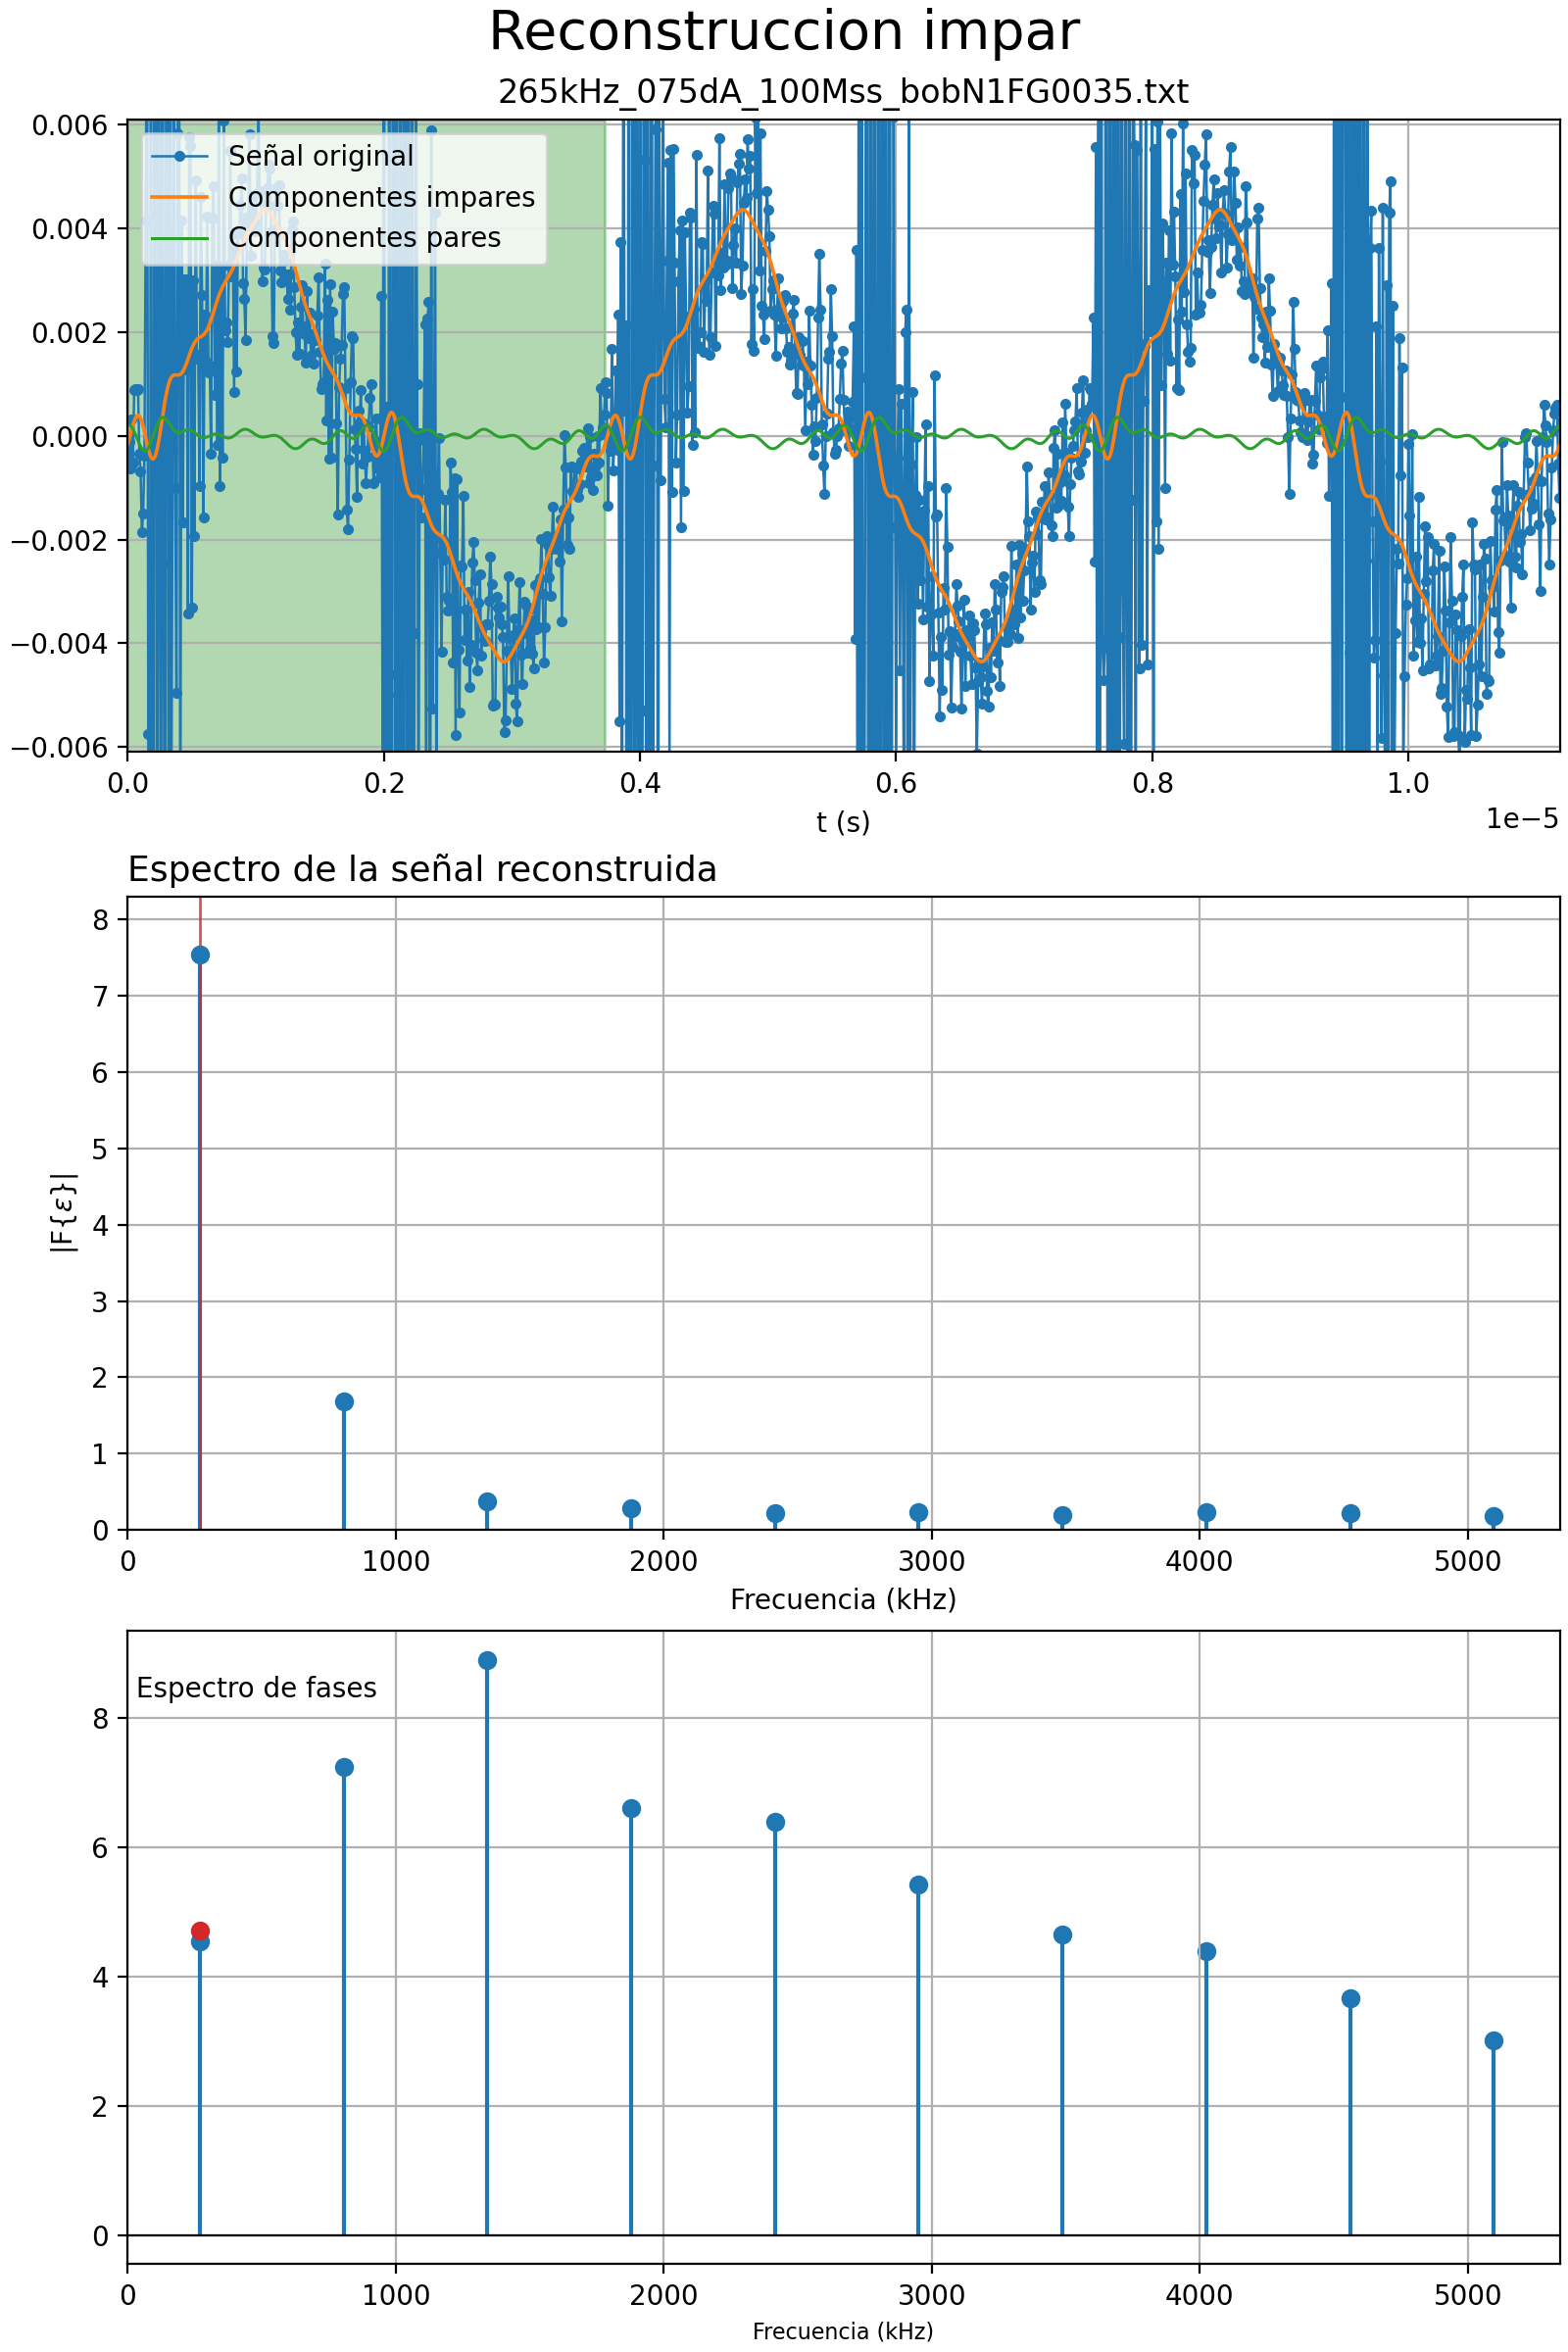 Reconstruccion impar
265kHz_075dA_100Mss_bobN1FG0035.txt
Señal original
Componentes impares
Componentes pares
0.006
0.004
0.002
0.000
−0.002
−0.004
−0.006
0.0 0.2 0.4 0.6 0.8 1.0
1e−5
t (s)
Espectro de la señal reconstruida
8
7
6
5
4
3
2
1
0
|F{ε}|
0 1000 2000 3000 4000 5000
Frecuencia (kHz)
Espectro de fases
8
6
4
2
0
0 1000 2000 3000 4000 5000
Frecuencia (kHz)